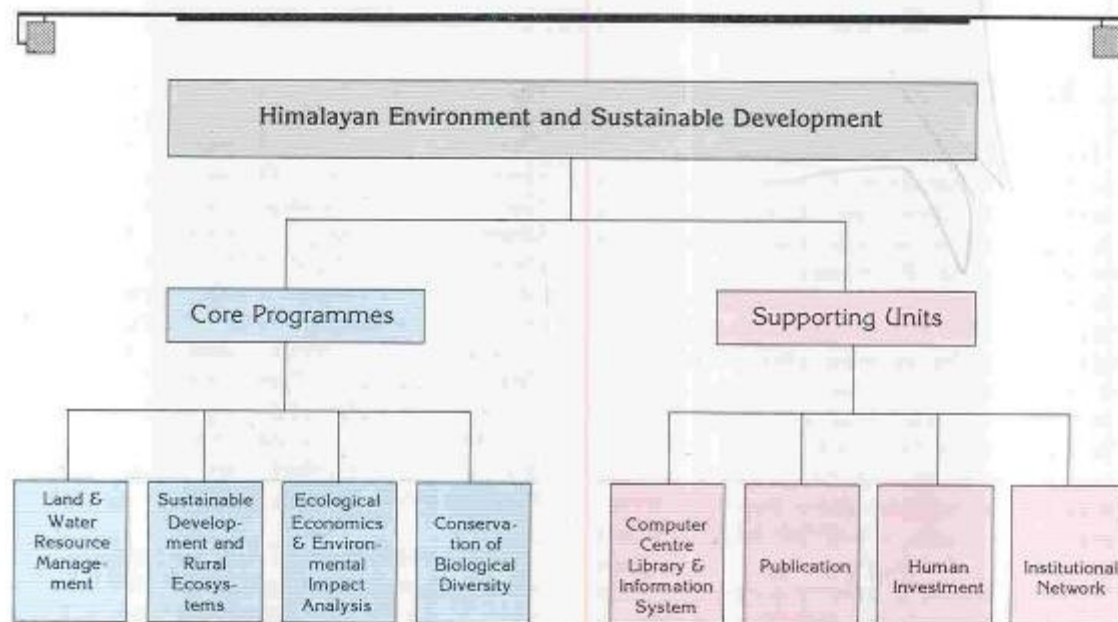 Himalayan Environment and Sustainable Development
Core Programmes
Supporting Units
Land &
Water
Resource
Manage-
ment
Sustainable
Develop-
ment and
Rural
Ecosys-
tems
Ecological
Economics
& Environ-
mental
Impact
Analysis
Conserva-
tion of
Biological
Diversity
Computer
Centre
Library &
Information
System
Publication
Human
Investment
Institutional
Network